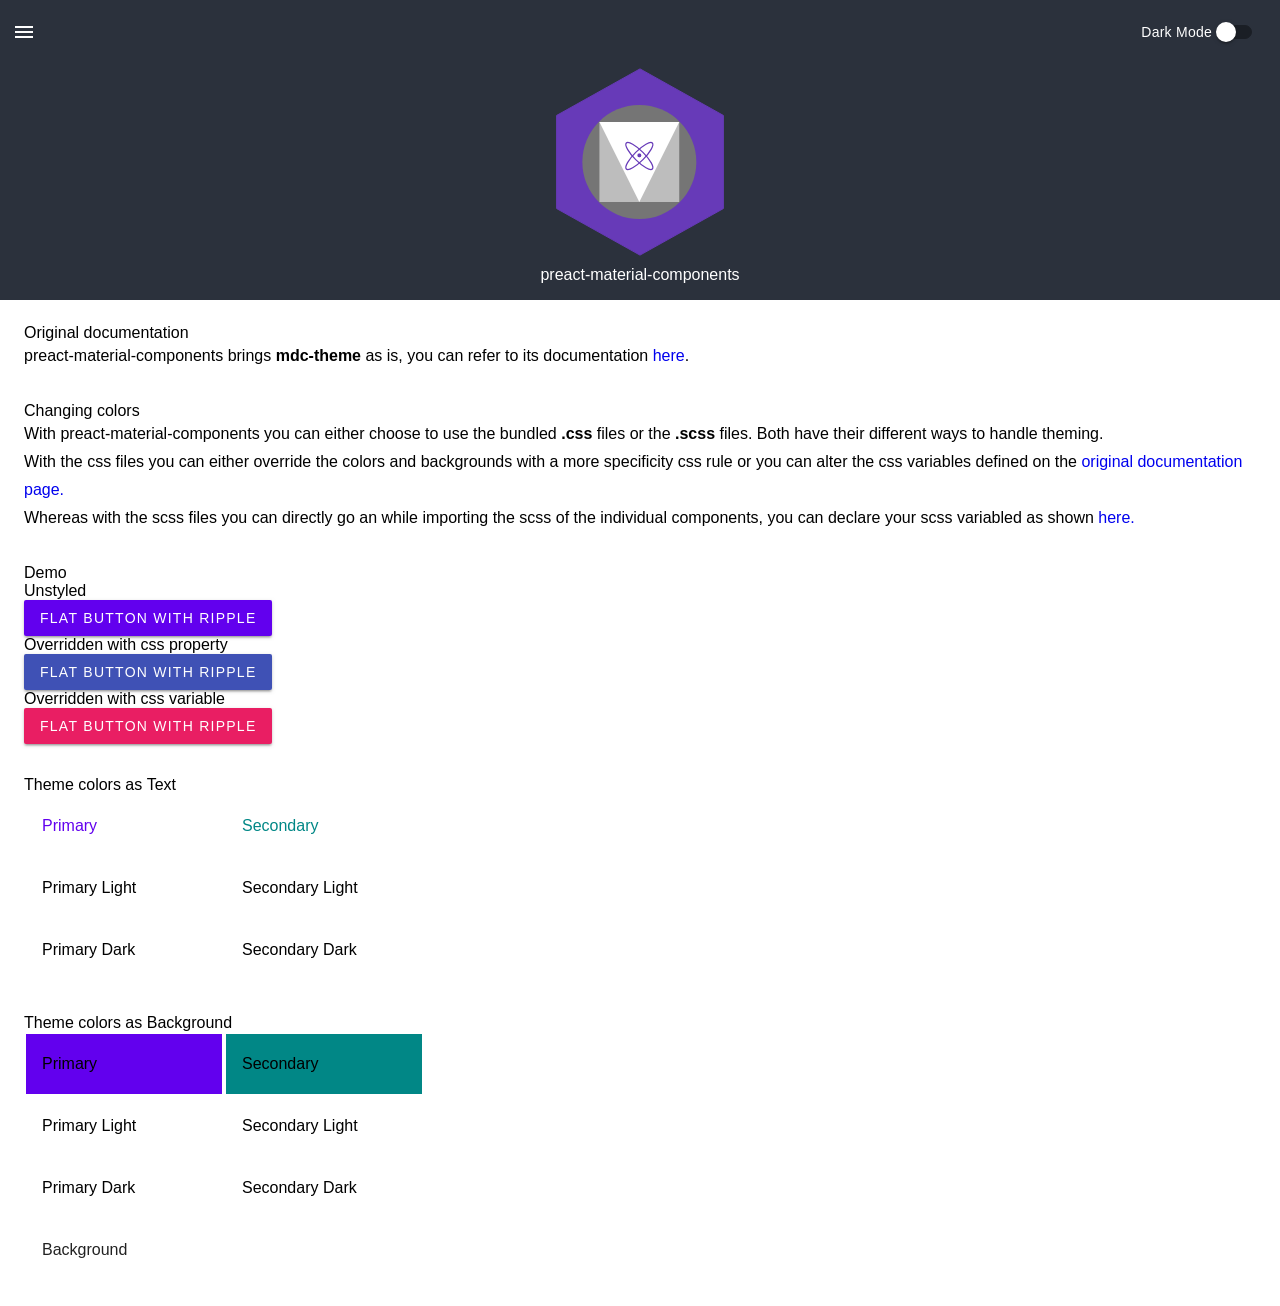 Dark Mode
preact-material-components
Original documentation
preact-material-components brings mdc-theme as is, you can refer to its documentation here.
Changing colors
With preact-material-components you can either choose to use the bundled .css files or the .scss files. Both have their different ways to handle theming.
With the css files you can either override the colors and backgrounds with a more specificity css rule or you can alter the css variables defined on the original documentation
page.
Whereas with the scss files you can directly go an while importing the scss of the individual components, you can declare your scss variabled as shown here.
Demo
Unstyled
FLAT BUTTON WITH RIPPLE
Overridden with css property
FLAT BUTTON WITH RIPPLE
Overridden with css variable
FLAT BUTTON WITH RIPPLE
Theme colors as Text
Primary Secondary
Primary Light Secondary Light
Primary Dark Secondary Dark
Theme colors as Background
Primary Secondary
Primary Light Secondary Light
Primary Dark Secondary Dark
Background